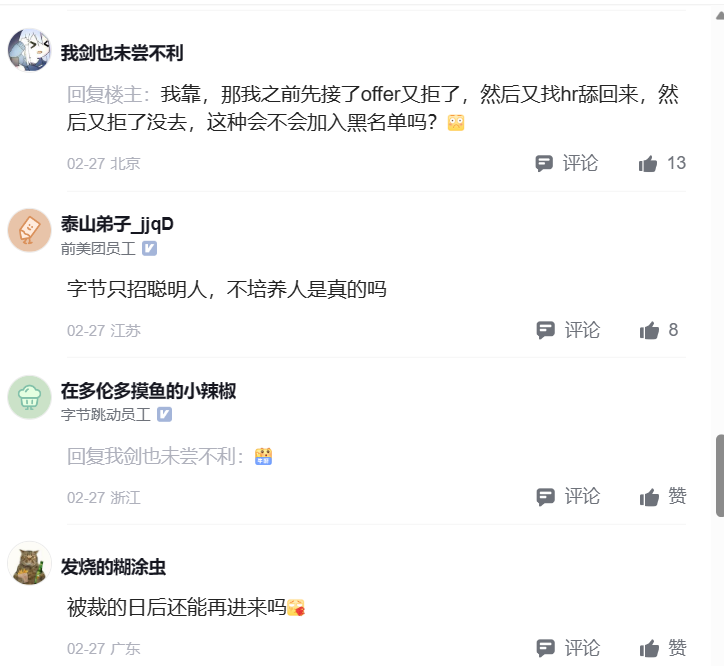 我剑也未尝不利
回复楼主：我靠，那我之前先接了offer又拒了，然后又找hr舔回来，然
后又拒了没去，这种会不会加入黑名单吗？
02-27 北京
评论
13
泰山弟子_jjqD
前美团员工
字节只招聪明人，不培养人是真的吗
02-27 江苏
评论
8
在多伦多摸鱼的小辣椒
字节跳动员工
回复我剑也未尝不利：
02-27 浙江
评论
赞
发烧的糊涂虫
被裁的日后还能再进来吗
02-27 广东
评论
赞